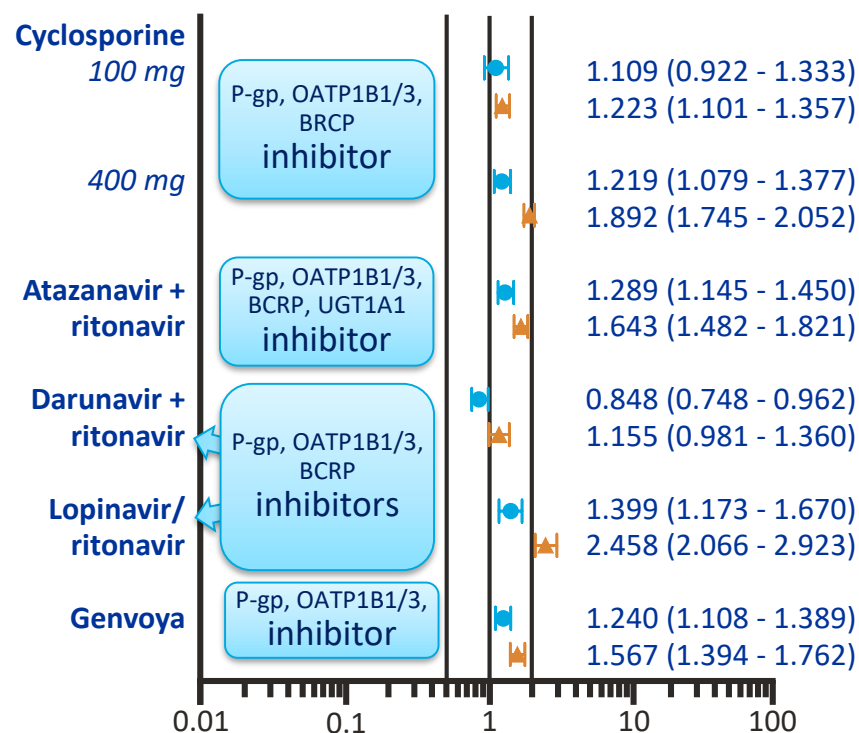 Cyclosporine
100 mg
P-gp, OATP1B1/3,
BRCP
inhibitor
1.109 (0.922 - 1.333)
1.223 (1.101 - 1.357)
400 mg
1.219 (1.079 - 1.377)
1.892 (1.745 - 2.052)
Atazanavir +
ritonavir
P-gp, OATP1B1/3,
BCRP, UGT1A1
inhibitor
1.289 (1.145 - 1.450)
1.643 (1.482 - 1.821)
Darunavir +
ritonavir
P-gp, OATP1B1/3,
BCRP
inhibitors
0.848 (0.748 - 0.962)
1.155 (0.981 - 1.360)
Lopinavir/
ritonavir
1.399 (1.173 - 1.670)
2.458 (2.066 - 2.923)
Genvoya
P-gp, OATP1B1/3,
inhibitor
1.240 (1.108 - 1.389)
1.567 (1.394 - 1.762)
0.01 0.1 1 10 100